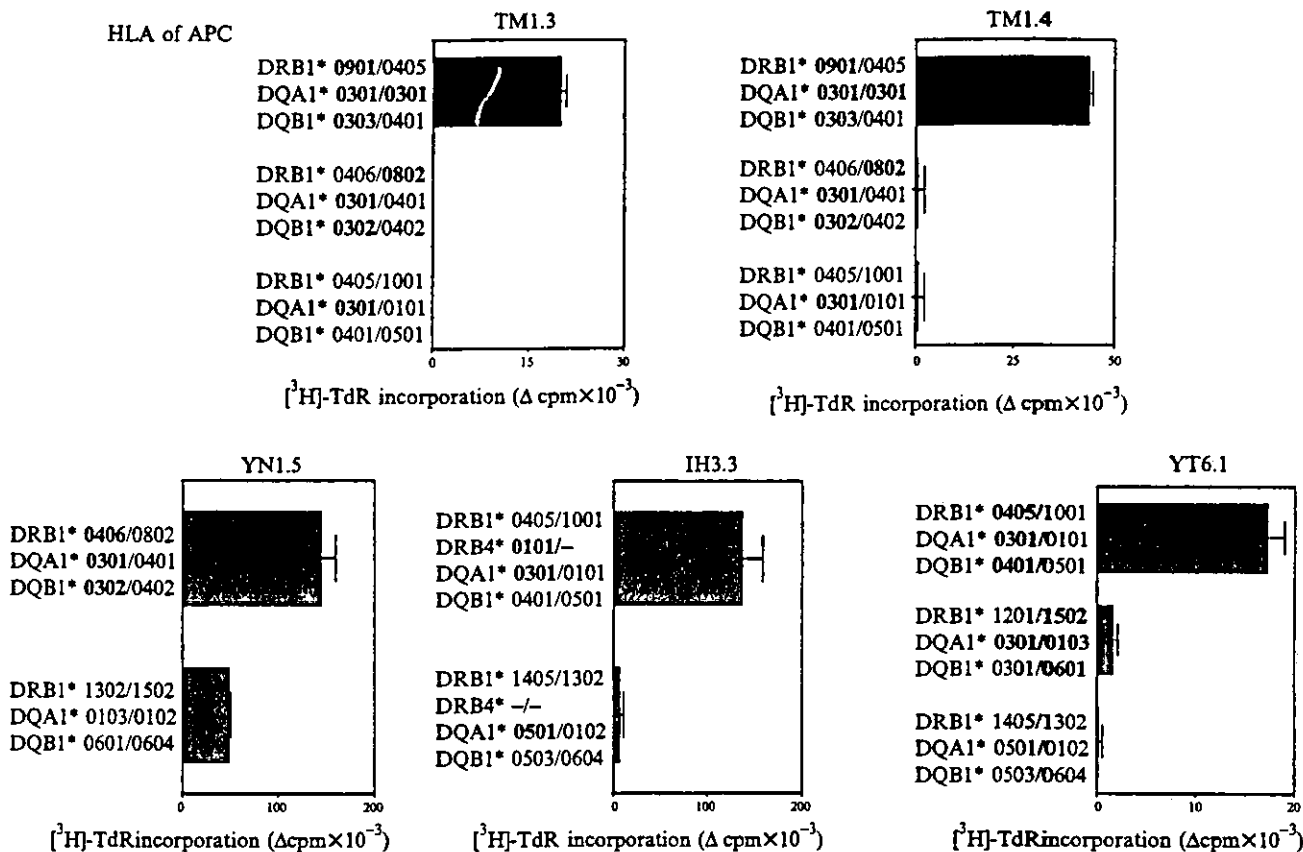 HLA of APC
TM1.3
DRB1* 0901/0405
DQA1* 0301/0301
DQB1* 0303/0401
DRB1* 0406/0802
DQA1* 0301/0401
DQB1* 0302/0402
DRB1* 0405/1001
DQA1* 0301/0101
DQB1* 0401/0501
0 15 30
[³H]-TdR incorporation (Δ cpm×10⁻³)
TM1.4
DRB1* 0901/0405
DQA1* 0301/0301
DQB1* 0303/0401
DRB1* 0406/0802
DQA1* 0301/0401
DQB1* 0302/0402
DRB1* 0405/1001
DQA1* 0301/0101
DQB1* 0401/0501
0 25 50
[³H]-TdR incorporation (Δ cpm×10⁻³)
YN1.5
DRB1* 0406/0802
DQA1* 0301/0401
DQB1* 0302/0402
DRB1* 1302/1502
DQA1* 0103/0102
DQB1* 0601/0604
0 100 200
[³H]-TdRincorporation (Δcpm×10⁻³)
IH3.3
DRB1* 0405/1001
DRB4* 0101/–
DQA1* 0301/0101
DQB1* 0401/0501
DRB1* 1405/1302
DRB4* –/–
DQA1* 0501/0102
DQB1* 0503/0604
0 100 200
[³H]-TdR incorporation (Δcpm×10⁻³)
YT6.1
DRB1* 0405/1001
DQA1* 0301/0101
DQB1* 0401/0501
DRB1* 1201/1502
DQA1* 0301/0103
DQB1* 0301/0601
DRB1* 1405/1302
DQA1* 0501/0102
DQB1* 0503/0604
0 10 20
[³H]-TdRincorporation (Δcpm×10⁻³)